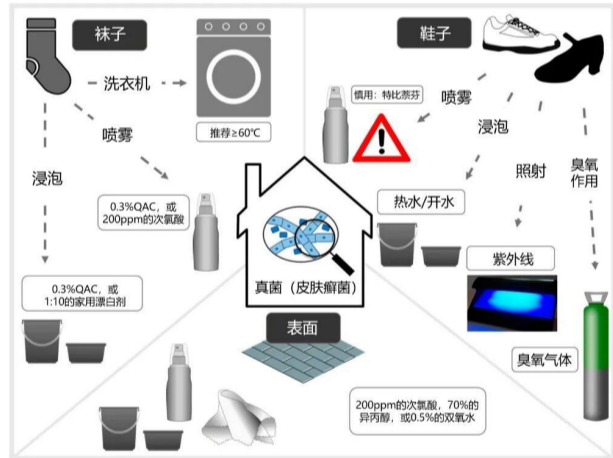 袜子
洗衣机
推荐≥60℃
喷雾
浸泡
0.3%QAC，或
200ppm的次氯酸
0.3%QAC，或
1:10的家用漂白剂
鞋子
慎用：特比萘芬
喷雾
浸泡
照射
臭氧
作用
热水/开水
紫外线
臭氧气体
真菌（皮肤癣菌）
表面
200ppm的次氯酸，70%的
异丙醇，或0.5%的双氧水